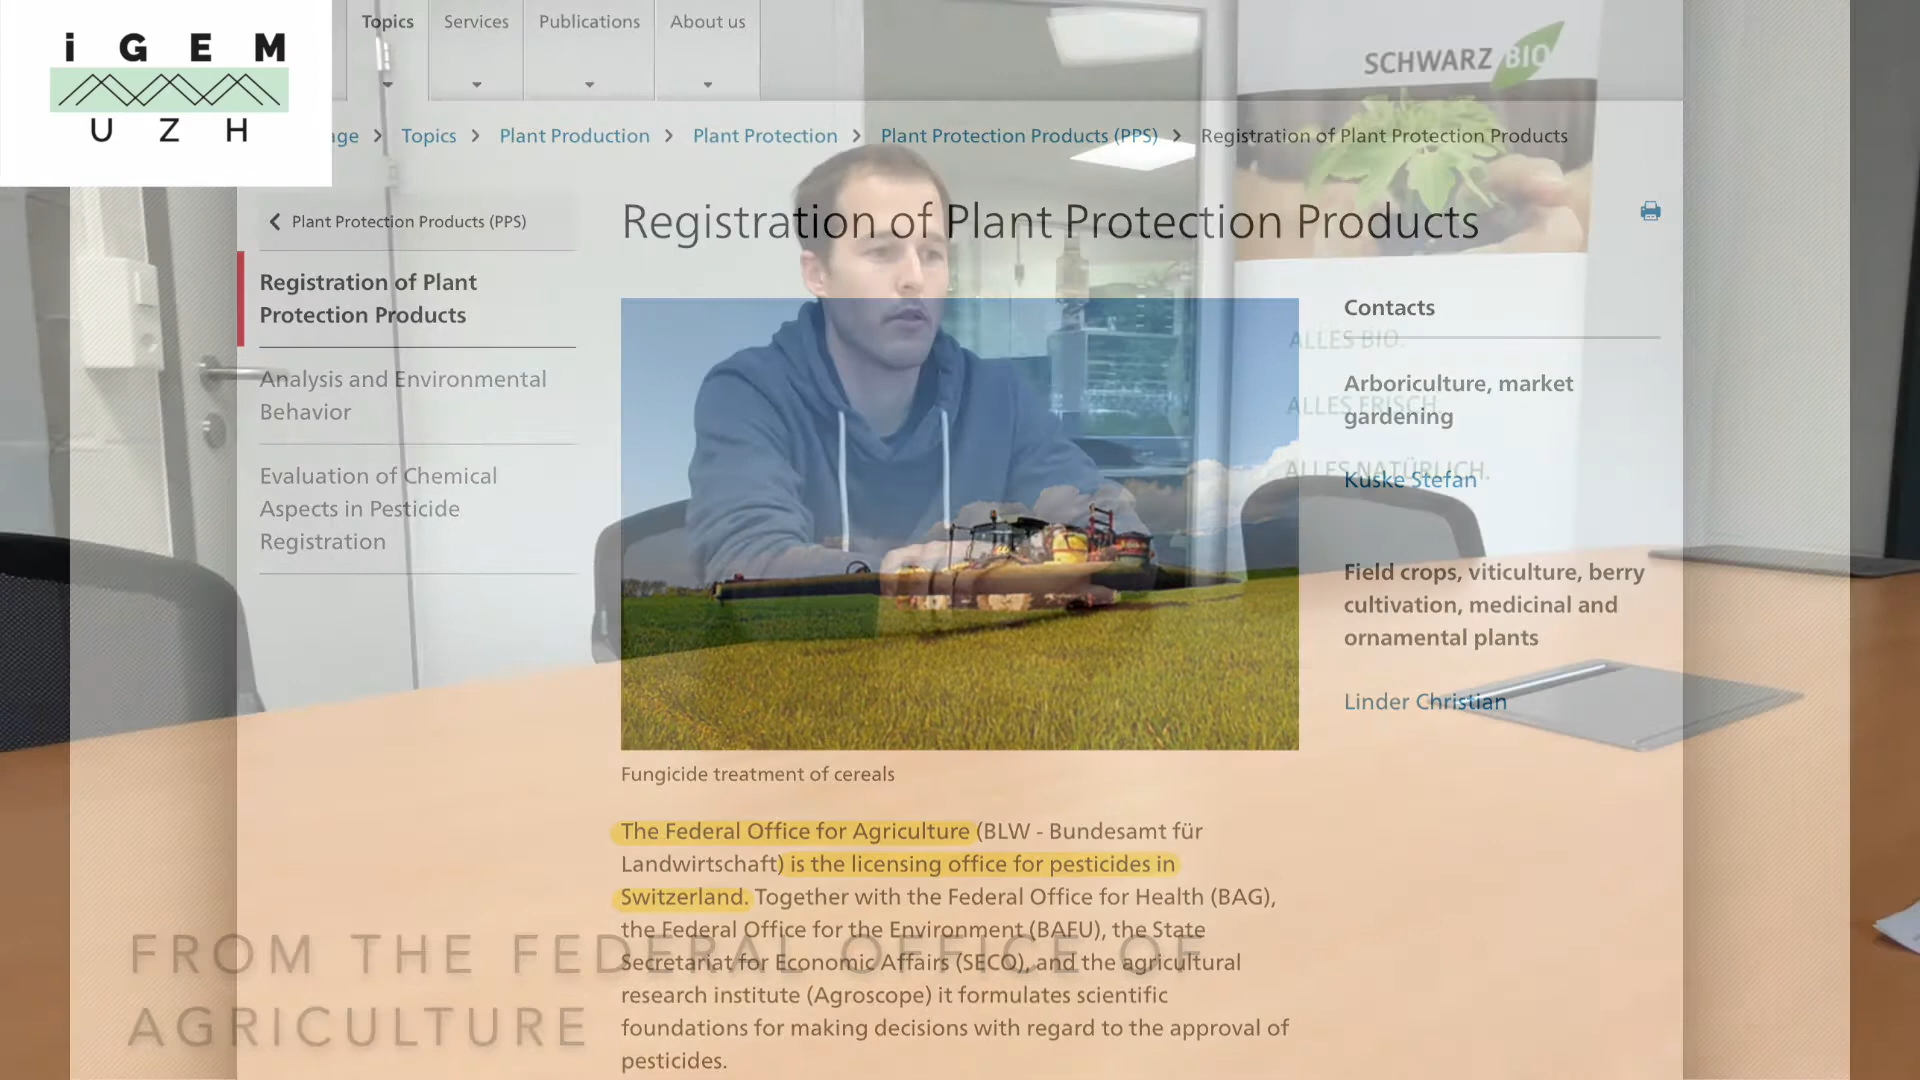 iGEM
UZH
Topics
Services
Publications
About us
age > Topics > Plant Production > Plant Protection > Plant Protection Products (PPS) > Registration of Plant Protection Products
SCHWARZ BIO
Plant Protection Products (PPS)
Registration of Plant
Protection Products
Analysis and Environmental
Behavior
Evaluation of Chemical
Aspects in Pesticide
Registration
Registration of Plant Protection Products
Fungicide treatment of cereals
The Federal Office for Agriculture (BLW - Bundesamt für
Landwirtschaft) is the licensing office for pesticides in
Switzerland. Together with the Federal Office for Health (BAG),
the Federal Office for the Environment (BAFU), the State
Secretariat for Economic Affairs (SECO), and the agricultural
research institute (Agroscope) it formulates scientific
foundations for making decisions with regard to the approval of
pesticides.
Contacts
ALLES BIO.
Arboriculture, market
gardening
ALLES FRISCH.
ALLES NATÜRLICH.
Kuske Stefan
Field crops, viticulture, berry
cultivation, medicinal and
ornamental plants
Linder Christian
FROM THE FEDERAL OFFICE OF
AGRICULTURE